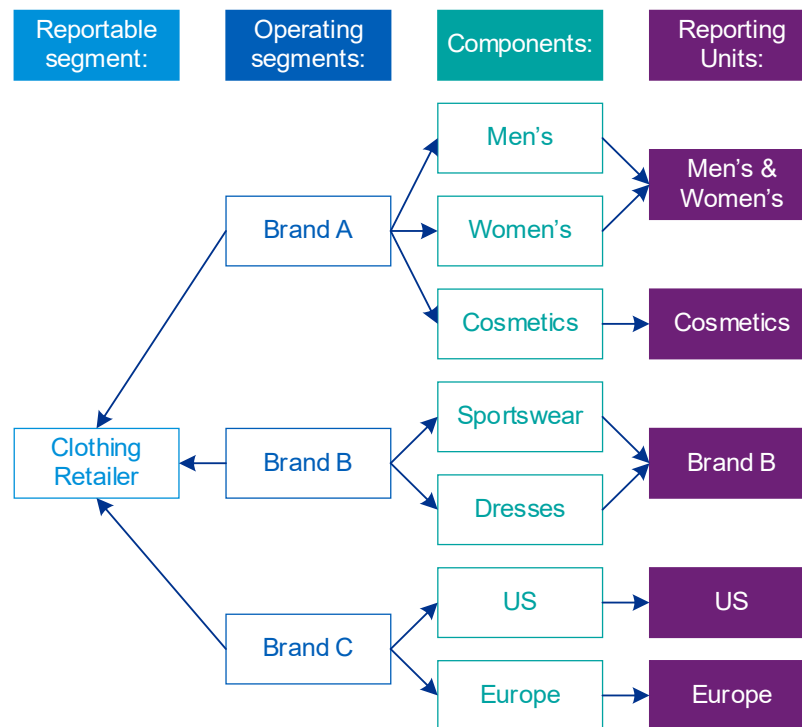 Reportable
segment:
Operating
segments:
Components:
Reporting
Units:
Men’s
Men’s &
Women’s
Brand A
Women’s
Cosmetics
Cosmetics
Sportswear
Clothing
Retailer
Brand B
Brand B
Dresses
US
US
Brand C
Europe
Europe